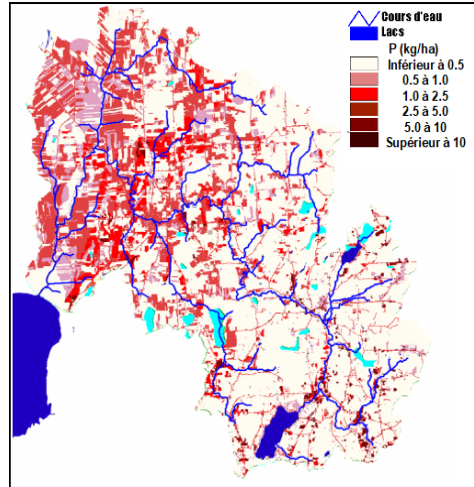 Cours d'eau
Lacs
P (kg/ha)
Inférieur à 0.5
0.5 à 1.0
1.0 à 2.5
2.5 à 5.0
5.0 à 10
Supérieur à 10